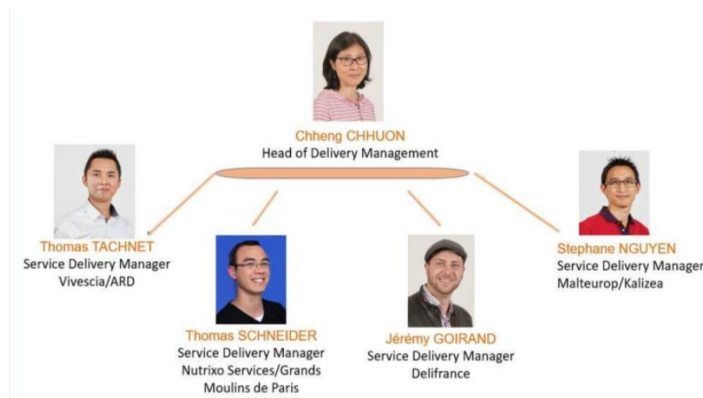 Chheng CHHUON
Head of Delivery Management
Thomas TACHNET
Service Delivery Manager
Vivescia/ARD
Stephane NGUYEN
Service Delivery Manager
Malteurop/Kalizea
Thomas SCHNEIDER
Service Delivery Manager
Nutrixo Services/Grands
Moulins de Paris
Jérémy GOIRAND
Service Delivery Manager
Delifrance